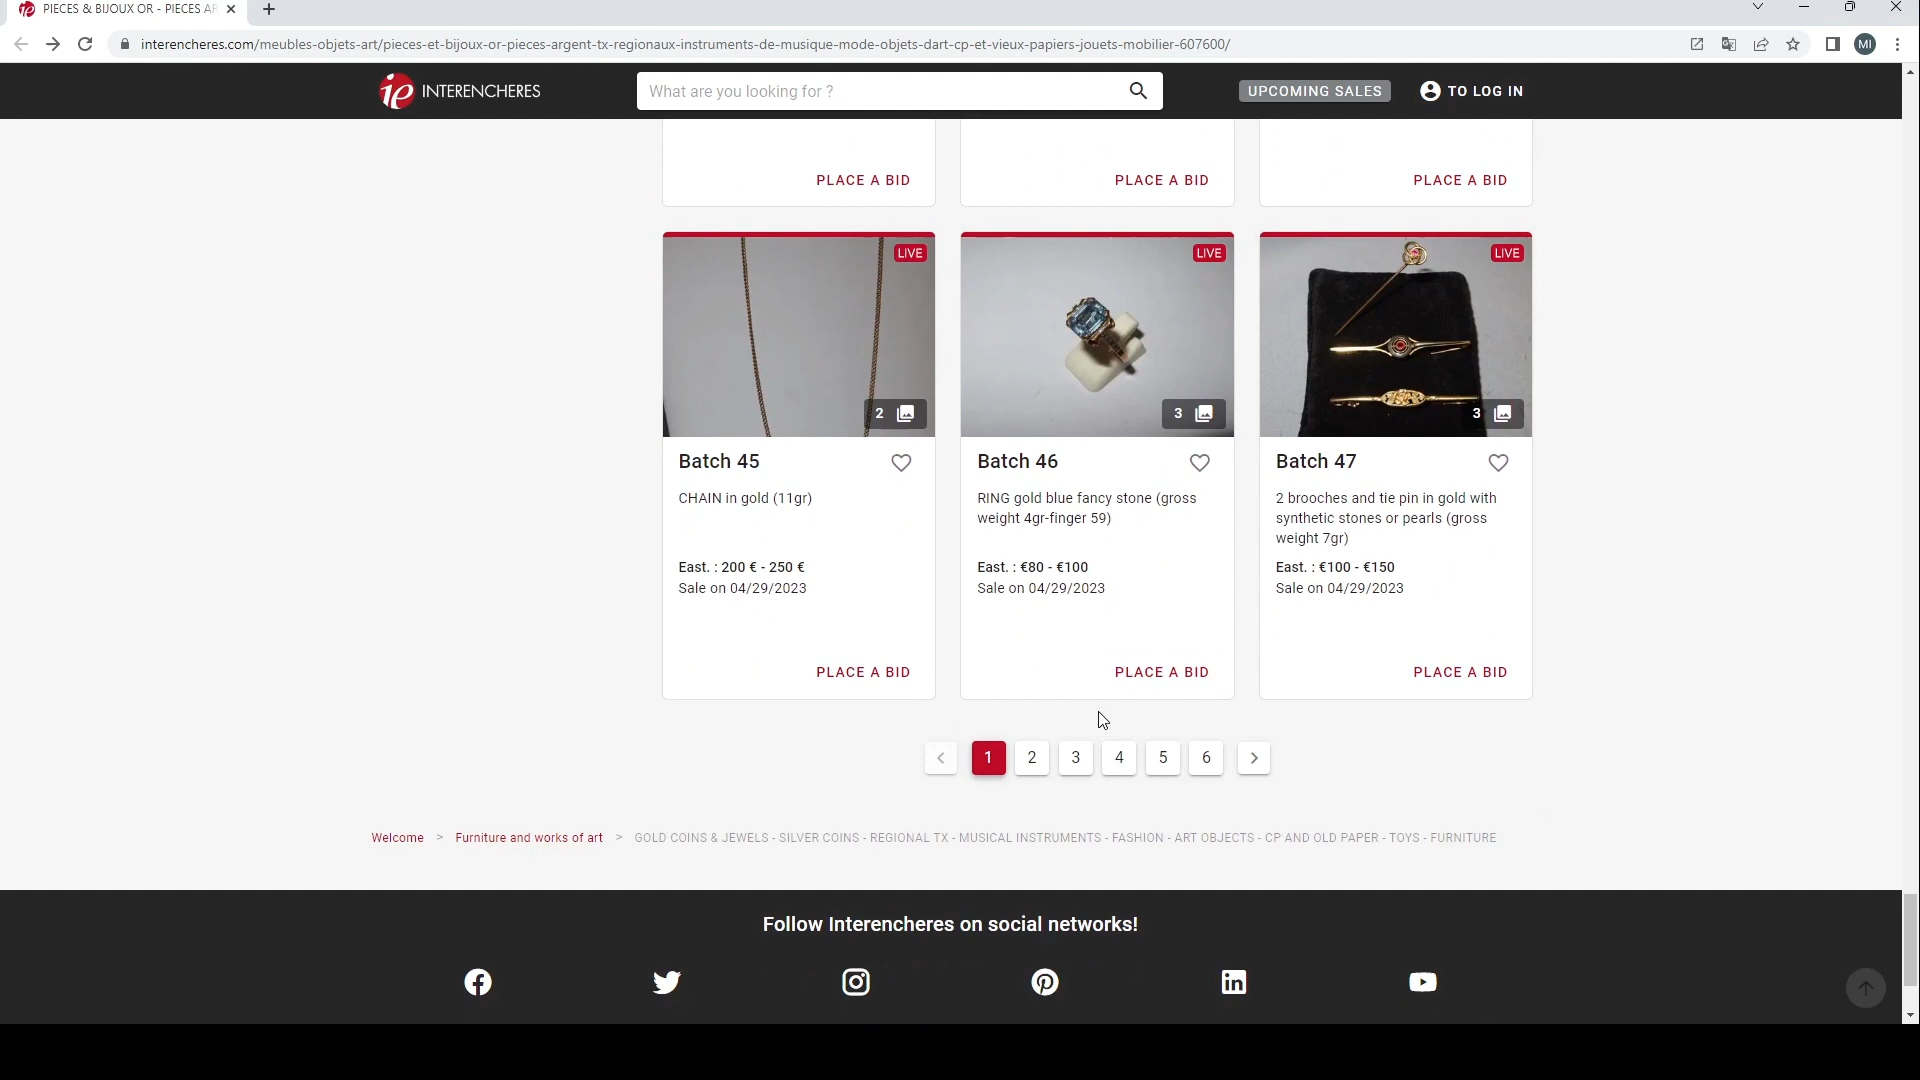 PIECES & BIJOUX OR - PIECES AR
interencheres.com/meubles-objets-art/pieces-et-bijoux-or-pieces-argent-tx-regionaux-instruments-de-musique-mode-objets-dart-cp-et-vieux-papiers-jouets-mobilier-607600/
MI
ie INTERENCHERES
What are you looking for ?
UPCOMING SALES
TO LOG IN
PLACE A BID
PLACE A BID
PLACE A BID
LIVE
LIVE
LIVE
2
3
3
Batch 45
Batch 46
Batch 47
CHAIN in gold (11gr)
RING gold blue fancy stone (gross
weight 4gr-finger 59)
2 brooches and tie pin in gold with
synthetic stones or pearls (gross
weight 7gr)
East. : 200 € - 250 €
East. : €80 - €100
East. : €100 - €150
Sale on 04/29/2023
Sale on 04/29/2023
Sale on 04/29/2023
PLACE A BID
PLACE A BID
PLACE A BID
< 1 2 3 4 5 6 >
Welcome > Furniture and works of art > GOLD COINS & JEWELS - SILVER COINS - REGIONAL TX - MUSICAL INSTRUMENTS - FASHION - ART OBJECTS - CP AND OLD PAPER - TOYS - FURNITURE
Follow Interencheres on social networks!